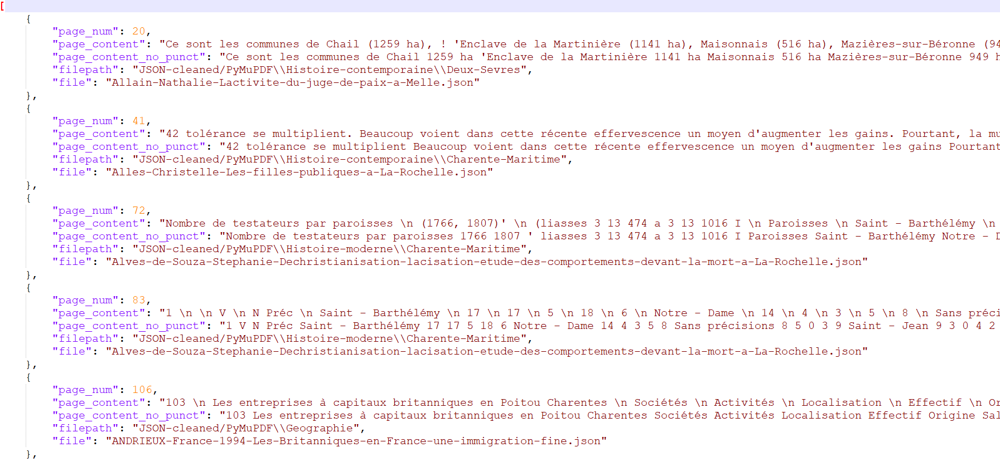 [
{
"page_num": 20,
"page_content": "Ce sont les communes de Chail (1259 ha), ! 'Enclave de la Martinière (1141 ha), Maisonnais (516 ha), Mazières-sur-Béronne (94
"page_content_no_punct": "Ce sont les communes de Chail 1259 ha 'Enclave de la Martinière 1141 ha Maisonnais 516 ha Mazières-sur-Béronne 949 h
"filepath": "JSON-cleaned/PyMuPDF\\Histoire-contemporaine\\Deux-Sevres",
"file": "Allain-Nathalie-Lactivite-du-juge-de-paix-a-Melle.json"
},
{
"page_num": 41,
"page_content": "42 tolérance se multiplient. Beaucoup voient dans cette récente effervescence un moyen d'augmenter les gains. Pourtant, la mu
"page_content_no_punct": "42 tolérance se multiplient Beaucoup voient dans cette récente effervescence un moyen d'augmenter les gains Pourtant
"filepath": "JSON-cleaned/PyMuPDF\\Histoire-contemporaine\\Charente-Maritime",
"file": "Alles-Christelle-Les-filles-publiques-a-La-Rochelle.json"
},
{
"page_num": 72,
"page_content": "Nombre de testateurs par paroisses \n (1766, 1807)' \n (liasses 3 13 474 a 3 13 1016 I \n Paroisses \n Saint - Barthélémy \n
"page_content_no_punct": "Nombre de testateurs par paroisses 1766 1807 ' liasses 3 13 474 a 3 13 1016 I Paroisses Saint - Barthélémy Notre - D
"filepath": "JSON-cleaned/PyMuPDF\\Histoire-moderne\\Charente-Maritime",
"file": "Alves-de-Souza-Stephanie-Dechristianisation-lacisation-etude-des-comportements-devant-la-mort-a-La-Rochelle.json"
},
{
"page_num": 83,
"page_content": "1 \n \n V \n N Préc \n Saint - Barthélémy \n 17 \n 17 \n 5 \n 18 \n 6 \n Notre - Dame \n 14 \n 4 \n 3 \n 5 \n 8 \n Sans préci
"page_content_no_punct": "1 V N Préc Saint - Barthélémy 17 17 5 18 6 Notre - Dame 14 4 3 5 8 Sans précisions 8 5 0 3 9 Saint - Jean 9 3 0 4 2
"filepath": "JSON-cleaned/PyMuPDF\\Histoire-moderne\\Charente-Maritime",
"file": "Alves-de-Souza-Stephanie-Dechristianisation-lacisation-etude-des-comportements-devant-la-mort-a-La-Rochelle.json"
},
{
"page_num": 106,
"page_content": "103 \n Les entreprises à capitaux britanniques en Poitou Charentes \n Sociétés \n Activités \n Localisation \n Effectif \n Or
"page_content_no_punct": "103 Les entreprises à capitaux britanniques en Poitou Charentes Sociétés Activités Localisation Effectif Origine Sal
"filepath": "JSON-cleaned/PyMuPDF\\Geographie",
"file": "ANDRIEUX-France-1994-Les-Britanniques-en-France-une-immigration-fine.json"
},